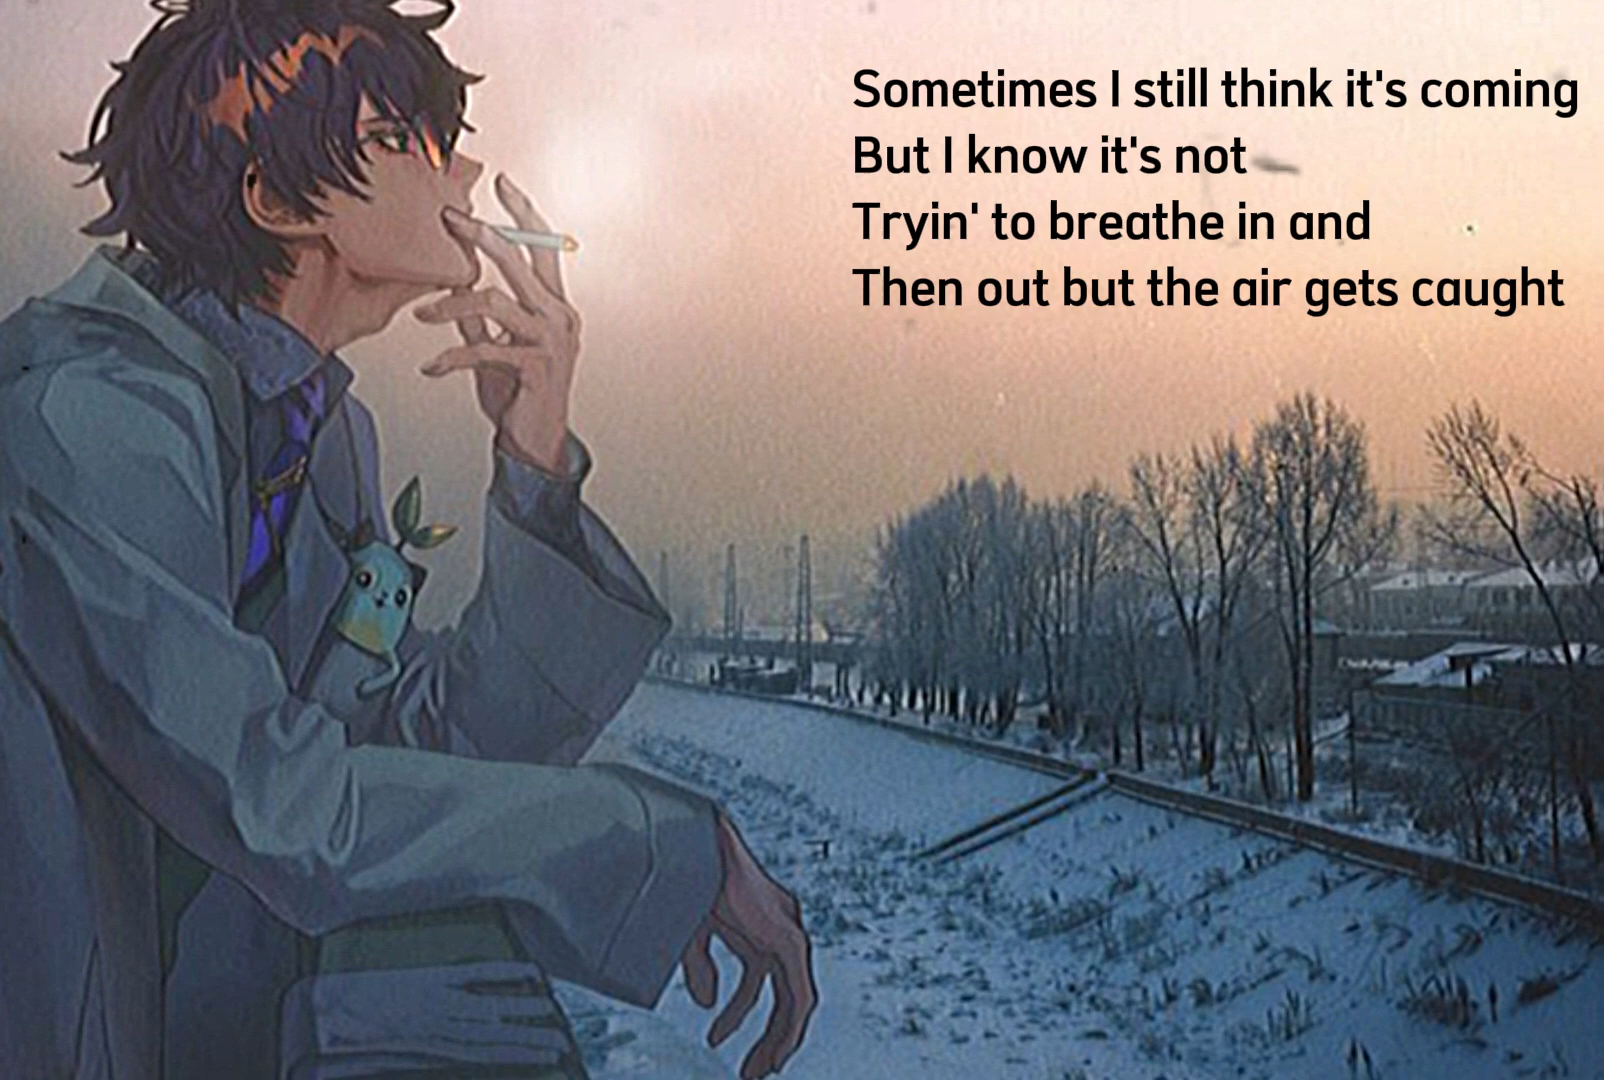 Sometimes I still think it's coming
But I know it's not
Tryin' to breathe in and
Then out but the air gets caught